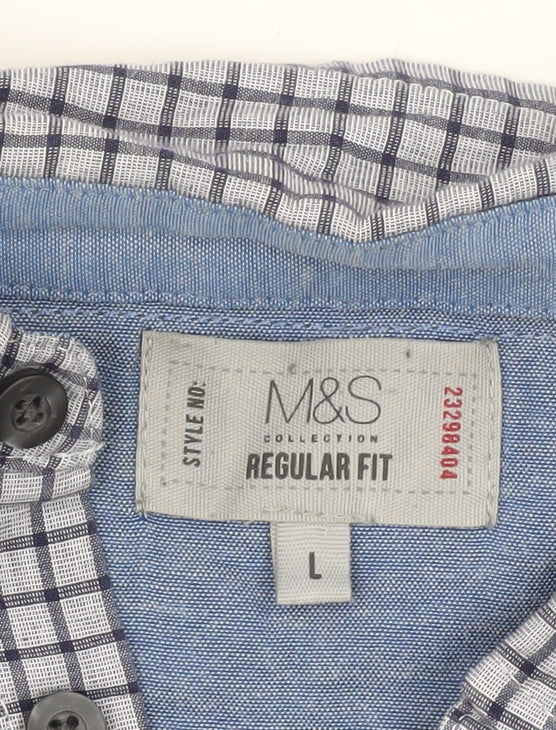 STYLE NO:
M&S
COLLECTION
REGULAR FIT
23298404
L